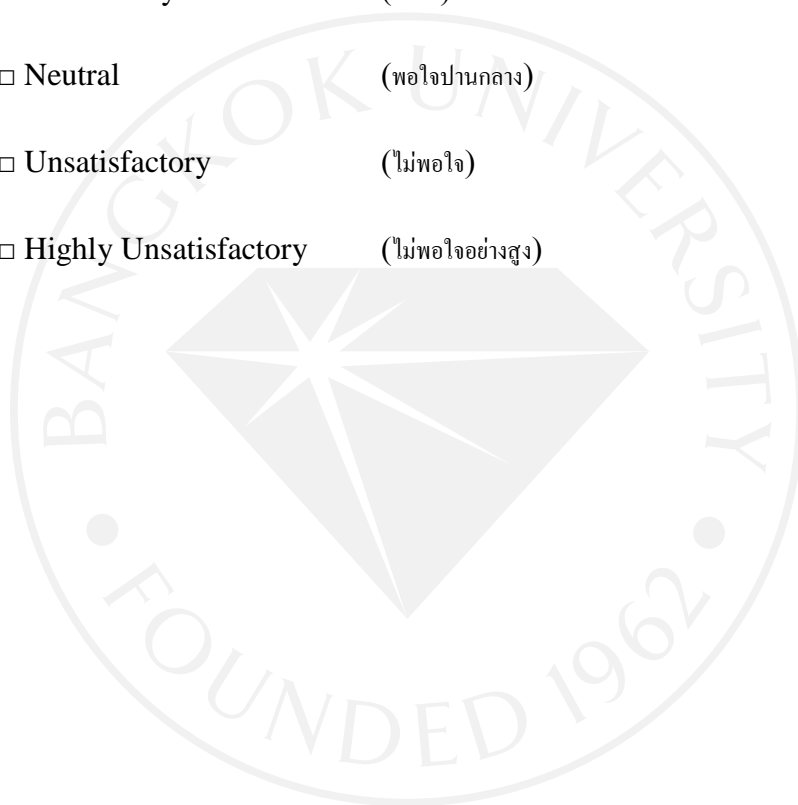 □ Neutral (พอใจปานกลาง)
□ Unsatisfactory (ไม่พอใจ)
□ Highly Unsatisfactory (ไม่พอใจอย่างสูง)
BANGKOK UNIVERSITY
FOUNDED 1962